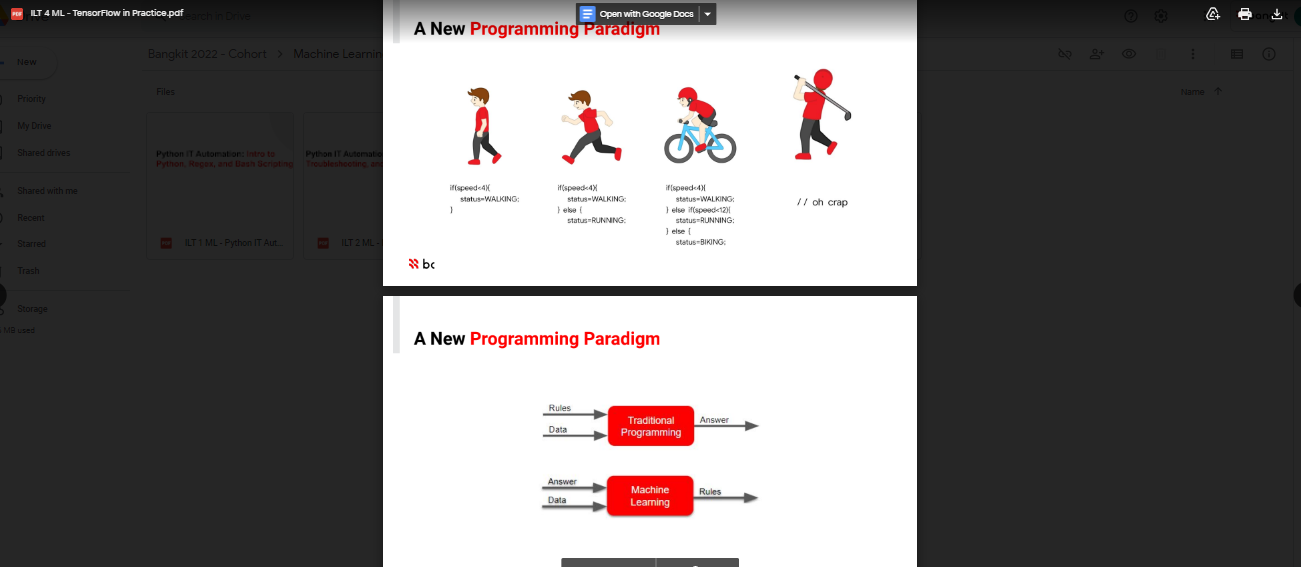 PDF ILT 4 ML - TensorFlow in Practice.pdf
Open with Google Docs
Search in Drive
Bangkit 2022 - Cohort > Machine Learnin
New
Priority
My Drive
Shared drives
Shared with me
Recent
Starred
Trash
Storage
MB used
Files
Name
Python IT Automation: Intro to
Python, Regex, and Bash Scripting
Python IT Automation
Troubleshooting
ILT 1 ML - Python IT Aut...
ILT 2 ML -
A New Programming Paradigm
if(speed<4){
status=WALKING;
}
if(speed<4){
status=WALKING;
} else {
status=RUNNING;
if(speed<4){
status=WALKING;
} else if(speed<12){
status=RUNNING;
} else {
status=BIKING;
// oh crap
A New Programming Paradigm
Rules
Data
Traditional
Programming
Answer
Answer
Data
Machine
Learning
Rules